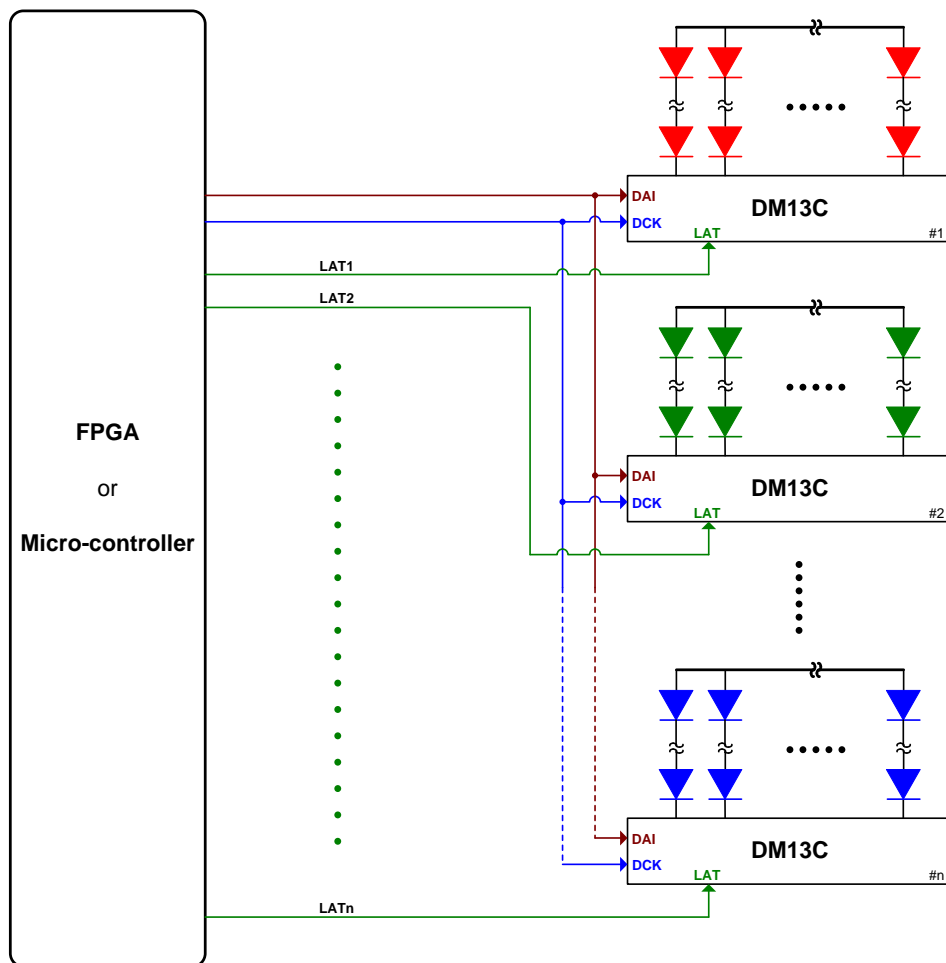 FPGA
or
Micro-controller
LAT1
LAT2
LATn
DAI
DCK
DM13C
LAT
#1
DAI
DCK
DM13C
LAT
#2
DAI
DCK
DM13C
LAT
#n